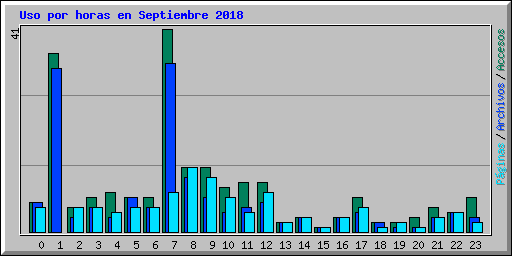 Uso por horas en Septiembre 2018
41
Páginas / Archivos / Accesos
0 1 2 3 4 5 6 7 8 9 10 11 12 13 14 15 16 17 18 19 20 21 22 23